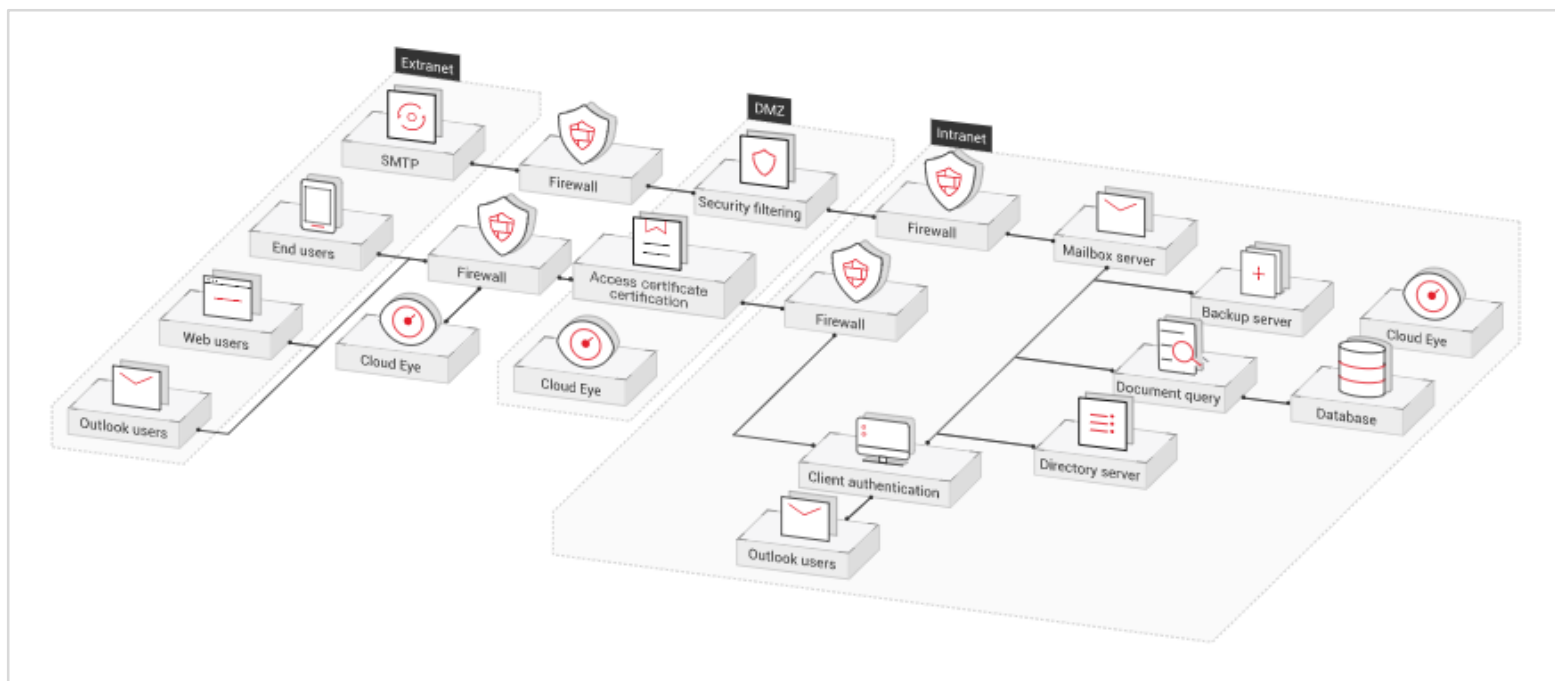 Extranet
SMTP
Firewall
DMZ
Security filtering
Intranet
Firewall
Mailbox server
End users
Firewall
Access certificate
certification
Firewall
Backup server
Cloud Eye
Web users
Cloud Eye
Cloud Eye
Document query
Database
Outlook users
Client authentication
Directory server
Outlook users